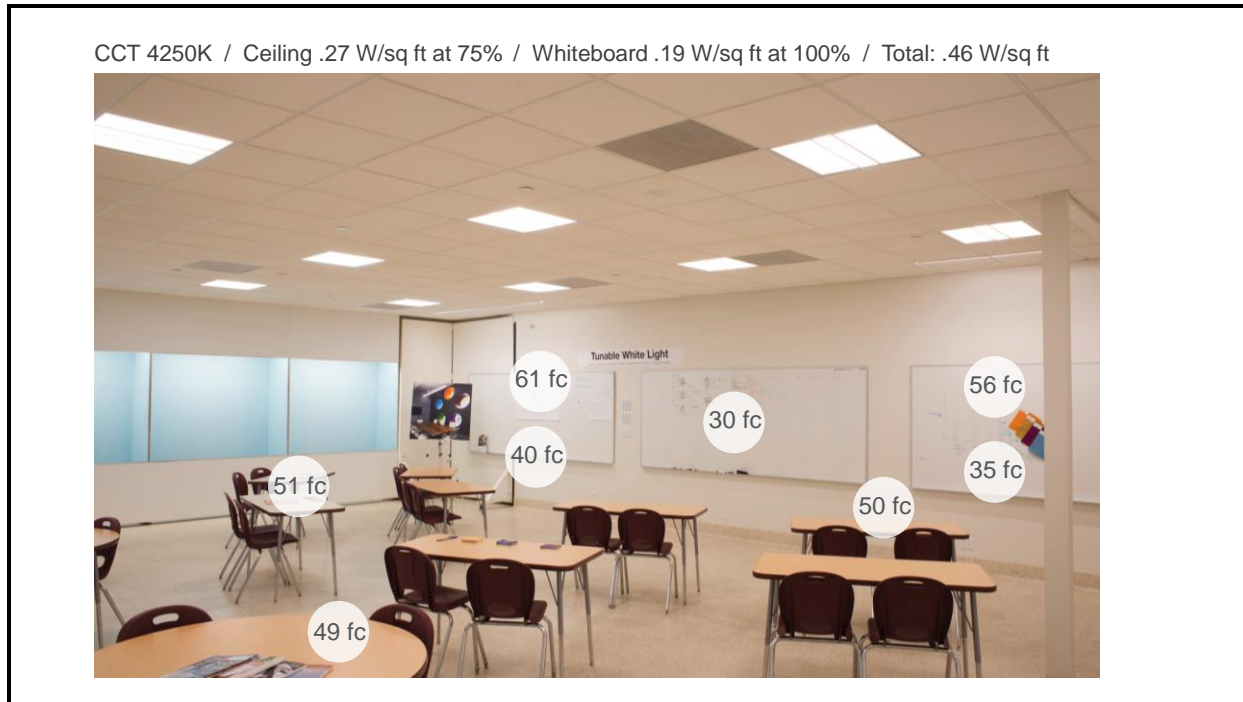 CCT 4250K / Ceiling .27 W/sq ft at 75% / Whiteboard .19 W/sq ft at 100% / Total: .46 W/sq ft
Tunable White Light
61 fc
56 fc
30 fc
40 fc
35 fc
51 fc
50 fc
49 fc